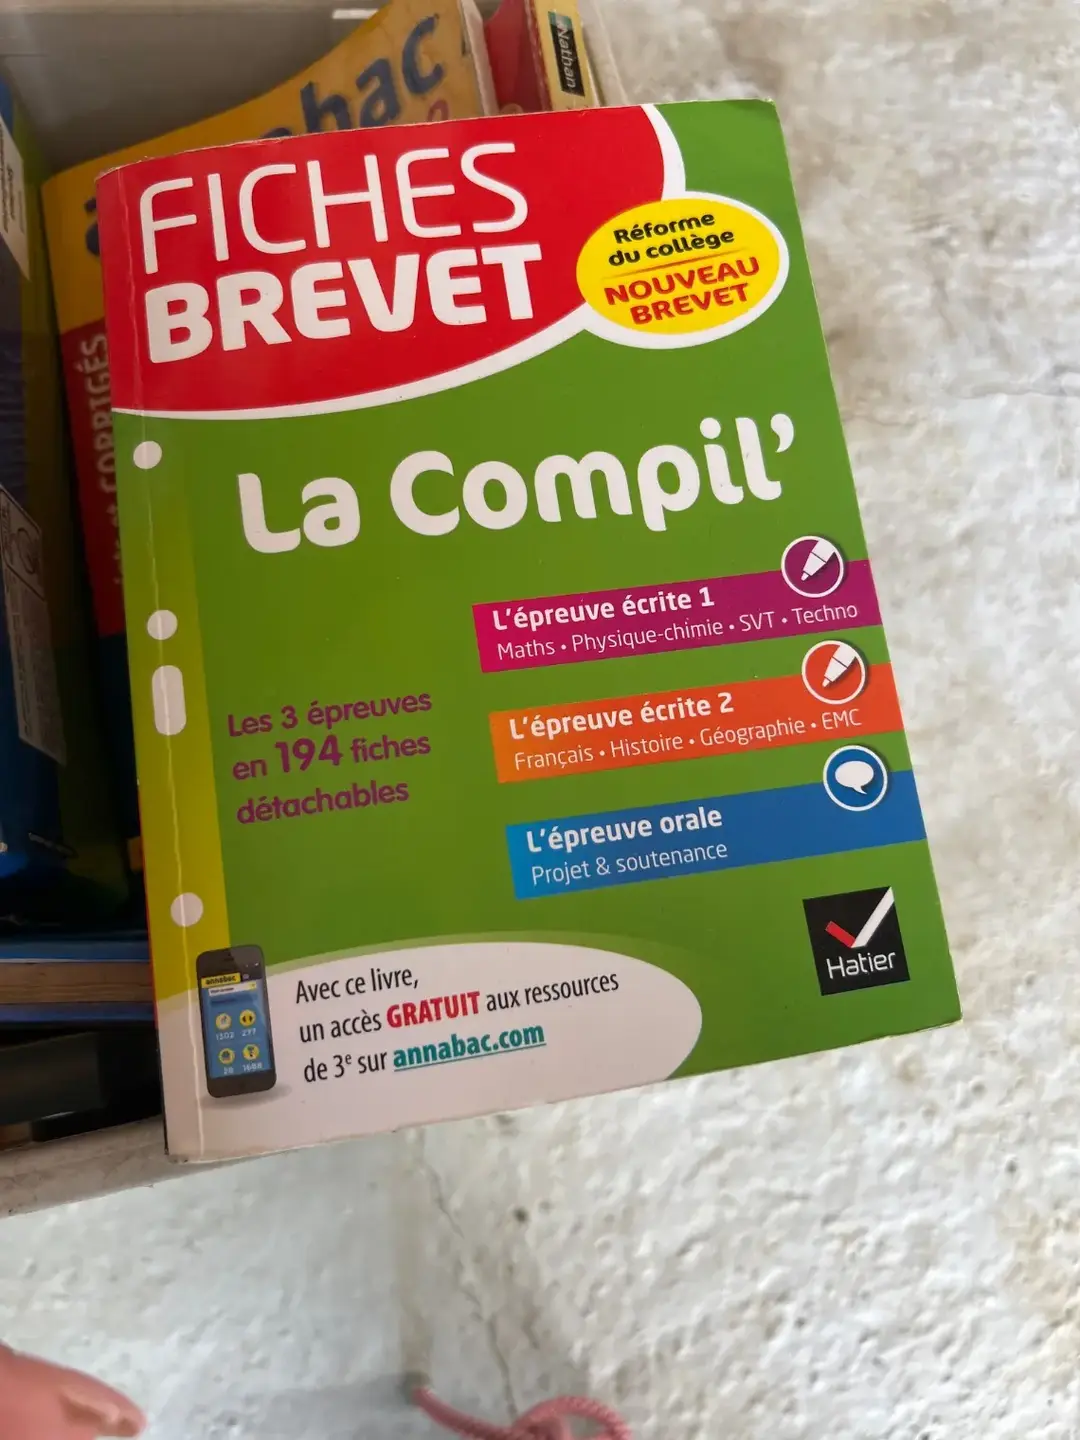 Nathan
FICHES
BREVET
Réforme
du collège
NOUVEAU
BREVET
La Compil'
L'épreuve écrite 1
Maths • Physique-chimie • SVT • Techno
L'épreuve écrite 2
Français • Histoire • Géographie • EMC
L'épreuve orale
Projet & soutenance
Les 3 épreuves
en 194 fiches
détachables
Hatier
annabac
Avec ce livre,
un accès GRATUIT aux ressources
de 3e sur annabac.com
CORRIGÉS